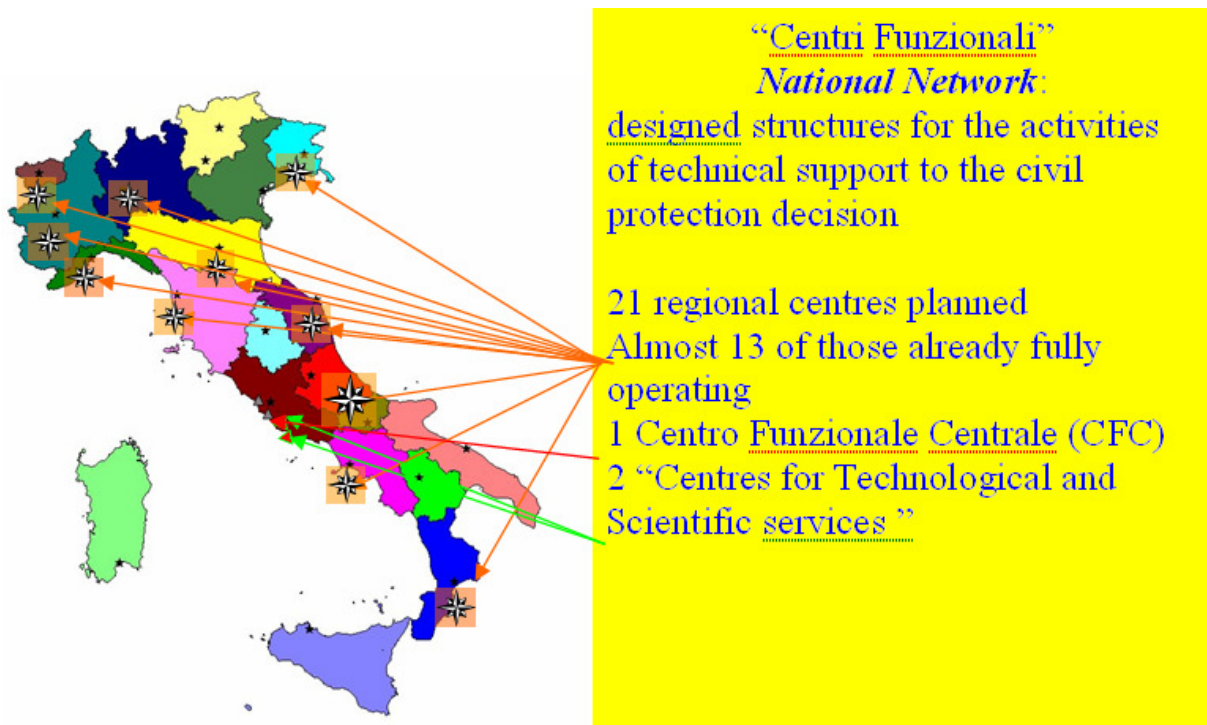 “Centri Funzionali”
National Network:
designed structures for the activities
of technical support to the civil
protection decision
21 regional centres planned
Almost 13 of those already fully
operating
1 Centro Funzionale Centrale (CFC)
2 “Centres for Technological and
Scientific services ”